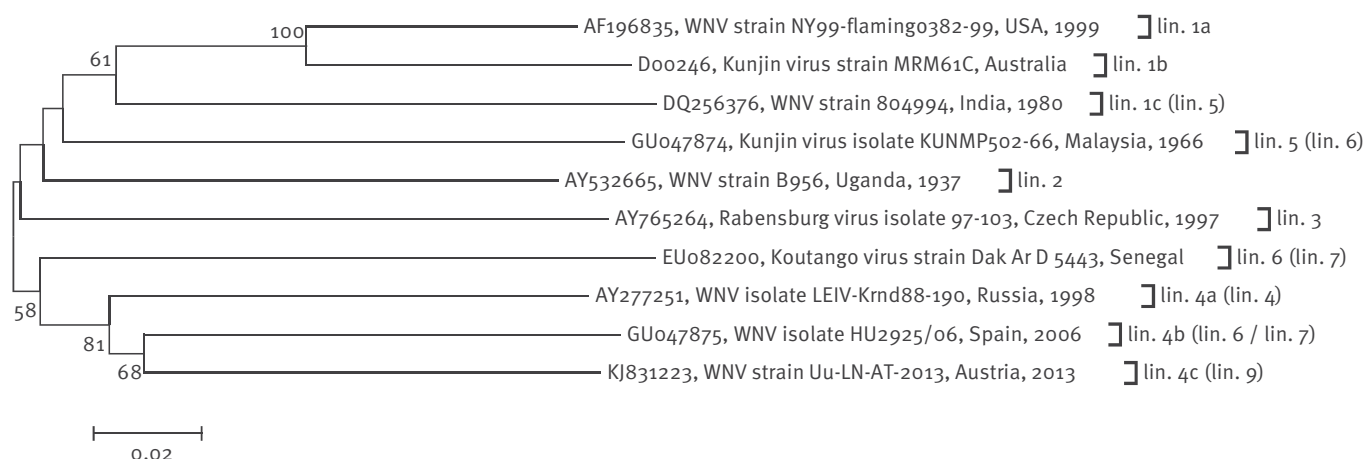 100
AF196835, WNV strain NY99-flamingo382-99, USA, 1999 lin. 1a
61
D00246, Kunjin virus strain MRM61C, Australia lin. 1b
DQ256376, WNV strain 804994, India, 1980 lin. 1c (lin. 5)
GU047874, Kunjin virus isolate KUNMP502-66, Malaysia, 1966 lin. 5 (lin. 6)
AY532665, WNV strain B956, Uganda, 1937 lin. 2
AY765264, Rabensburg virus isolate 97-103, Czech Republic, 1997 lin. 3
EU082200, Koutango virus strain Dak Ar D 5443, Senegal lin. 6 (lin. 7)
58
AY277251, WNV isolate LEIV-Krnd88-190, Russia, 1998 lin. 4a (lin. 4)
81
GU047875, WNV isolate HU2925/06, Spain, 2006 lin. 4b (lin. 6 / lin. 7)
68
KJ831223, WNV strain Uu-LN-AT-2013, Austria, 2013 lin. 4c (lin. 9)
0.02